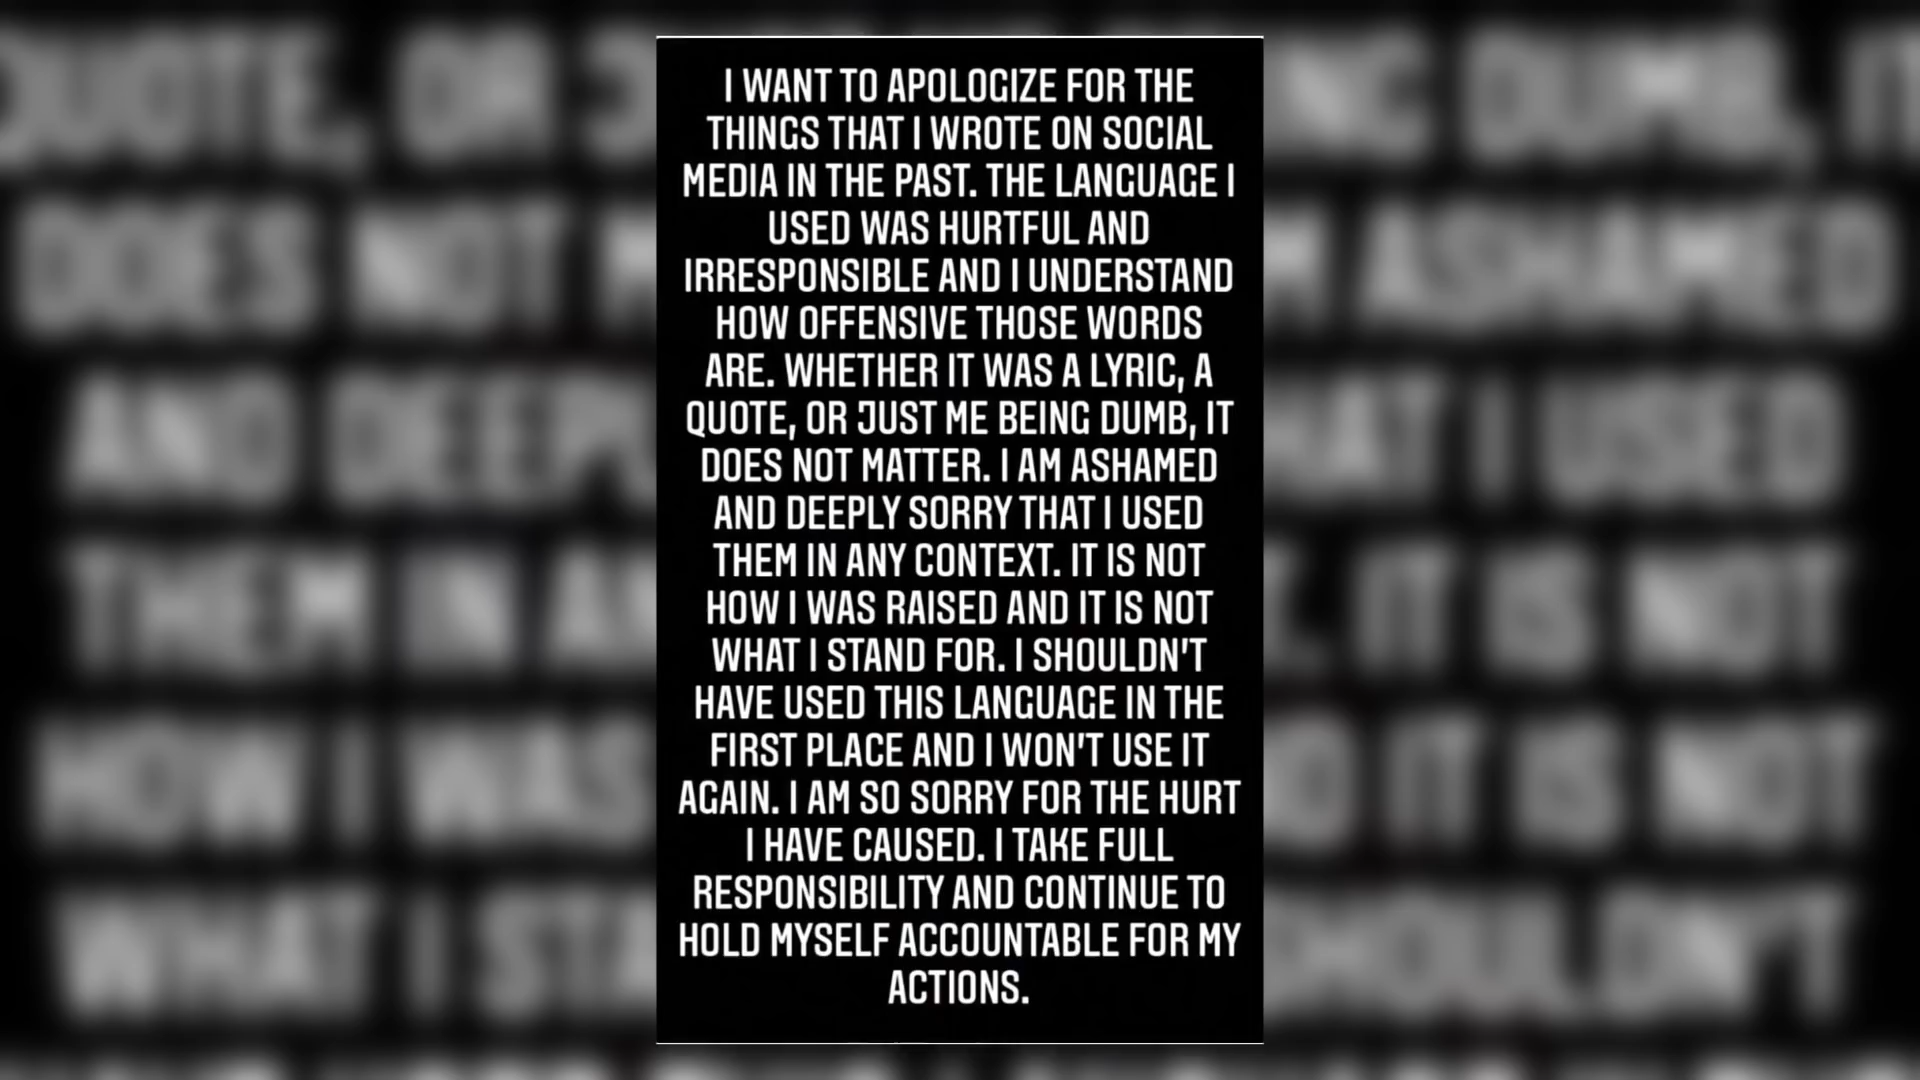 I WANT TO APOLOGIZE FOR THE
THINGS THAT I WROTE ON SOCIAL
MEDIA IN THE PAST. THE LANGUAGE I
USED WAS HURTFUL AND
IRRESPONSIBLE AND I UNDERSTAND
HOW OFFENSIVE THOSE WORDS
ARE. WHETHER IT WAS A LYRIC, A
QUOTE, OR JUST ME BEING DUMB, IT
DOES NOT MATTER. I AM ASHAMED
AND DEEPLY SORRY THAT I USED
THEM IN ANY CONTEXT. IT IS NOT
HOW I WAS RAISED AND IT IS NOT
WHAT I STAND FOR. I SHOULDN'T
HAVE USED THIS LANGUAGE IN THE
FIRST PLACE AND I WON'T USE IT
AGAIN. I AM SO SORRY FOR THE HURT
I HAVE CAUSED. I TAKE FULL
RESPONSIBILITY AND CONTINUE TO
HOLD MYSELF ACCOUNTABLE FOR MY
ACTIONS.